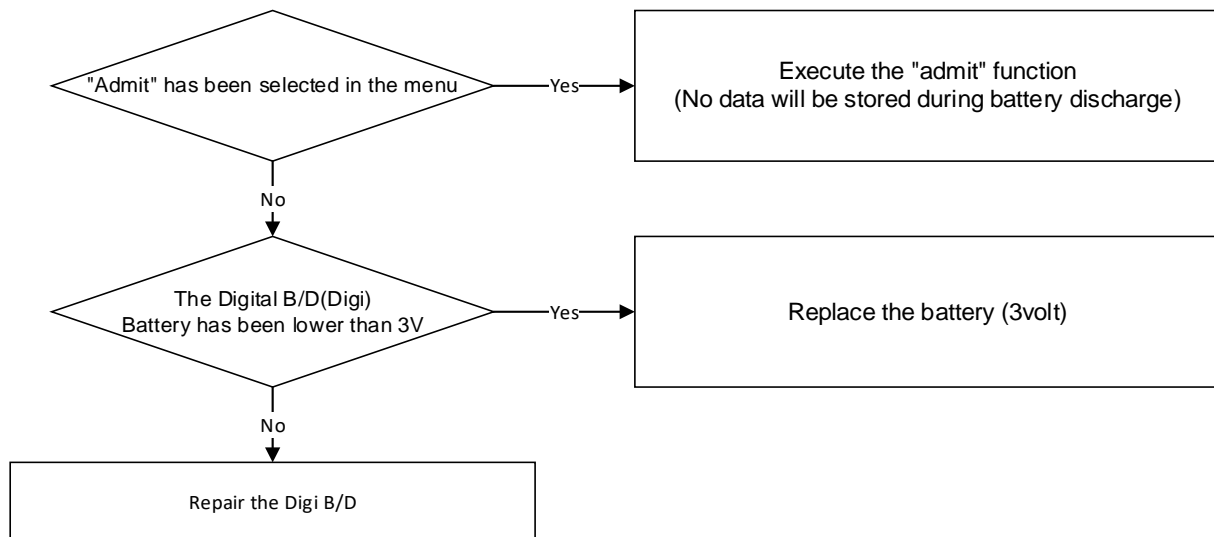 "Admit" has been selected in the menu
Yes
Execute the "admit" function
(No data will be stored during battery discharge)
No
The Digital B/D(Digi)
Battery has been lower than 3V
Yes
Replace the battery (3volt)
No
Repair the Digi B/D